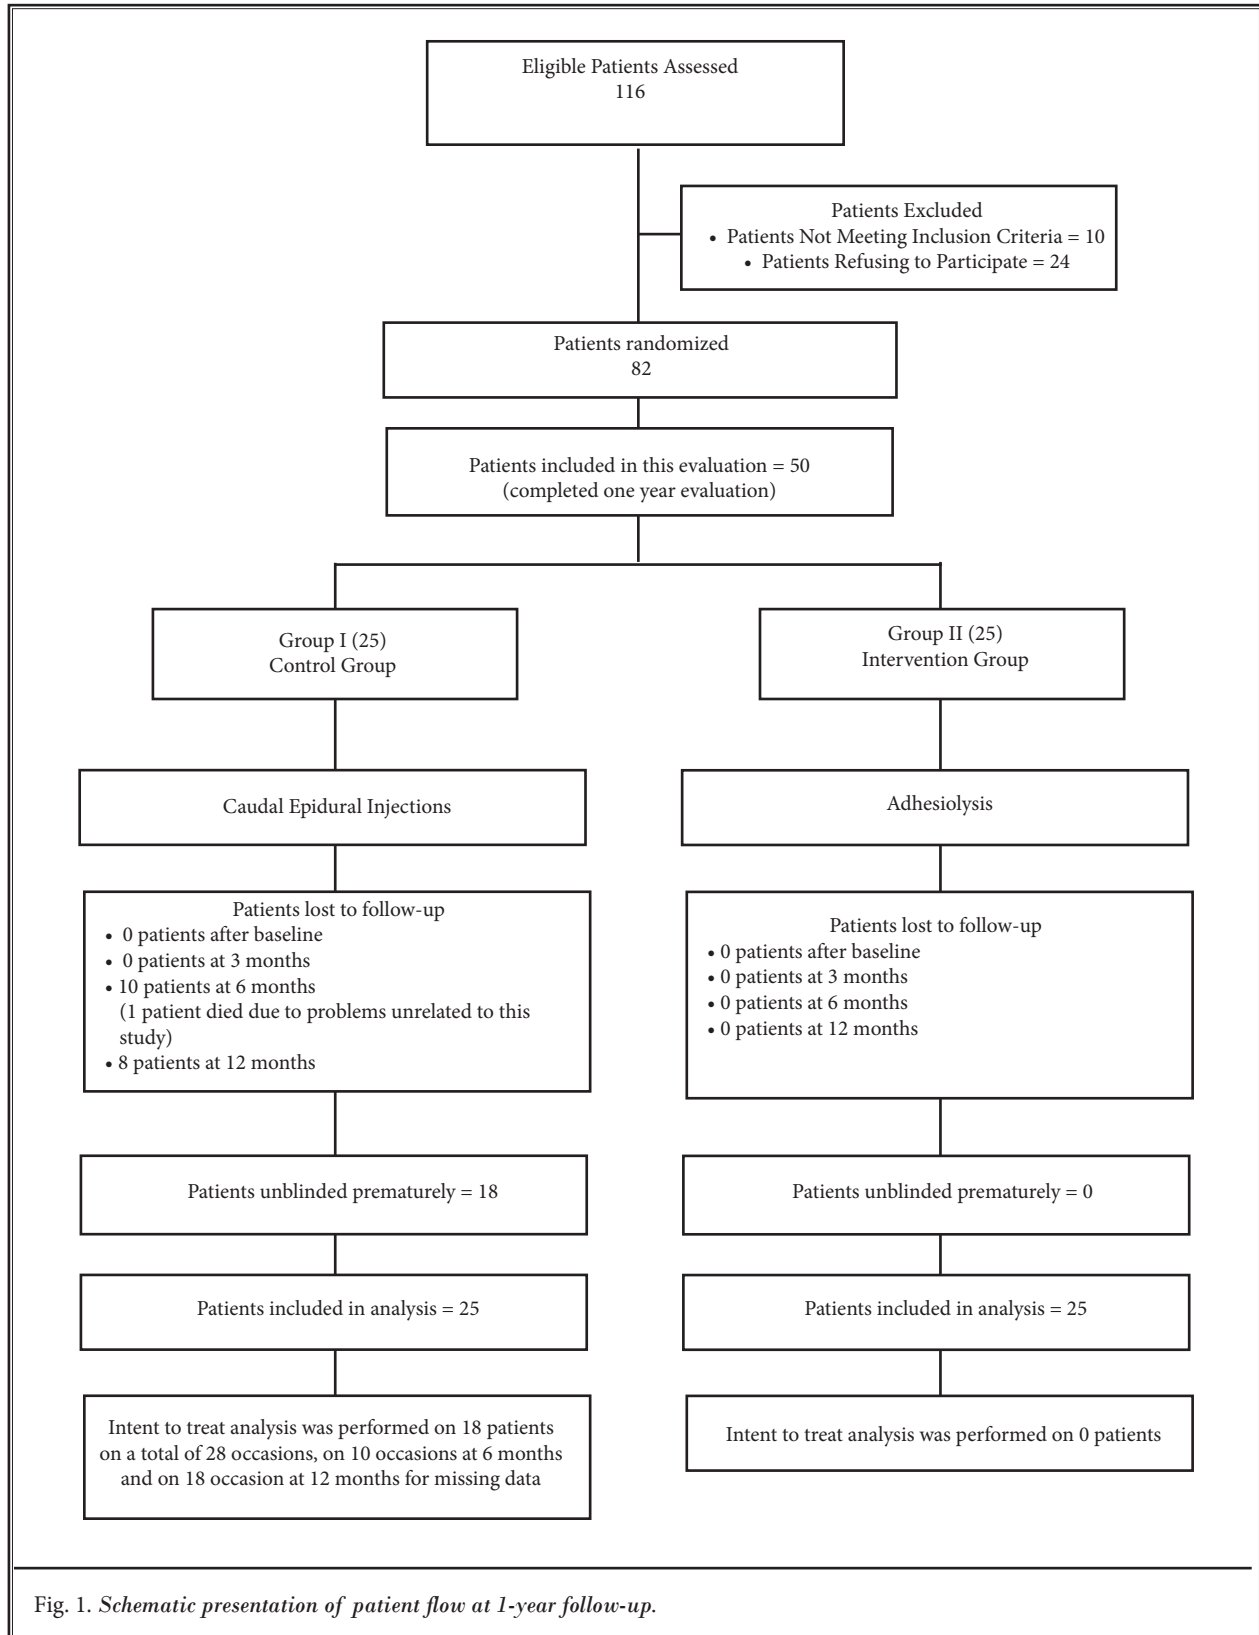 Eligible Patients Assessed
116
Patients Excluded
• Patients Not Meeting Inclusion Criteria = 10
• Patients Refusing to Participate = 24
Patients randomized
82
Patients included in this evaluation = 50
(completed one year evaluation)
Group I (25)
Control Group
Group II (25)
Intervention Group
Caudal Epidural Injections
Adhesiolysis
Patients lost to follow-up
• 0 patients after baseline
• 0 patients at 3 months
• 10 patients at 6 months
(1 patient died due to problems unrelated to this
study)
• 8 patients at 12 months
Patients lost to follow-up
• 0 patients after baseline
• 0 patients at 3 months
• 0 patients at 6 months
• 0 patients at 12 months
Patients unblinded prematurely = 18
Patients unblinded prematurely = 0
Patients included in analysis = 25
Patients included in analysis = 25
Intent to treat analysis was performed on 18 patients
on a total of 28 occasions, on 10 occasions at 6 months
and on 18 occasion at 12 months for missing data
Intent to treat analysis was performed on 0 patients
Fig. 1. Schematic presentation of patient flow at 1-year follow-up.